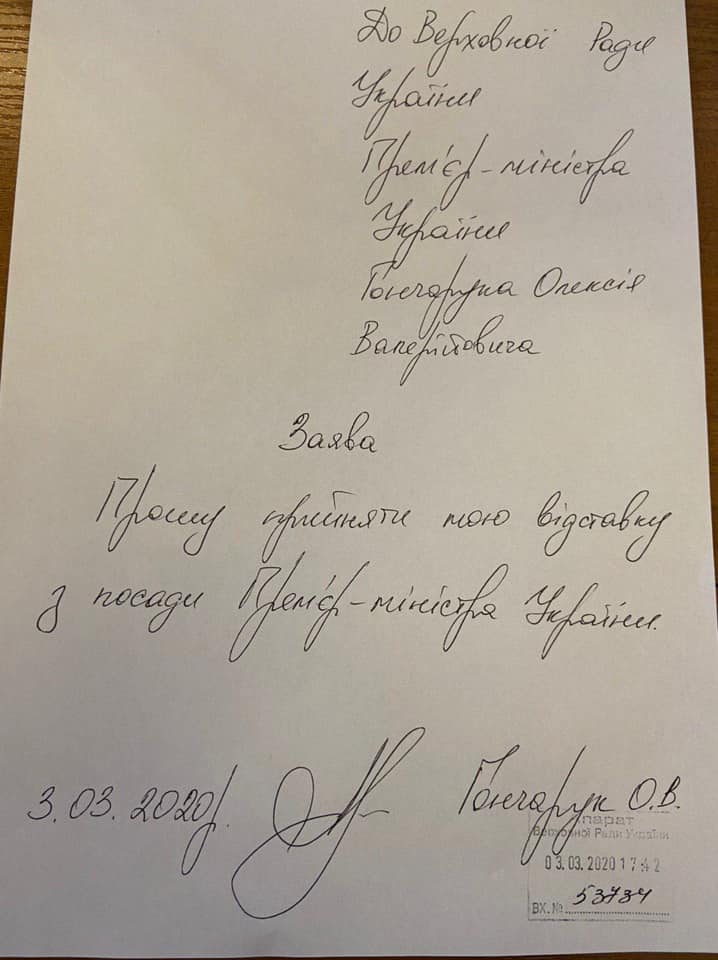 До Верховної Ради
України
Прем'єр-міністра
України
Гончарука Олексія
Валерійовича
Заява
Прошу прийняти мою відставку
з посади Прем'єр-міністра України.
3.03.2020р. Гончарук О.В.
Апарат
Верховної Ради України
03.03.2020 17:42
ВХ.№ 53734